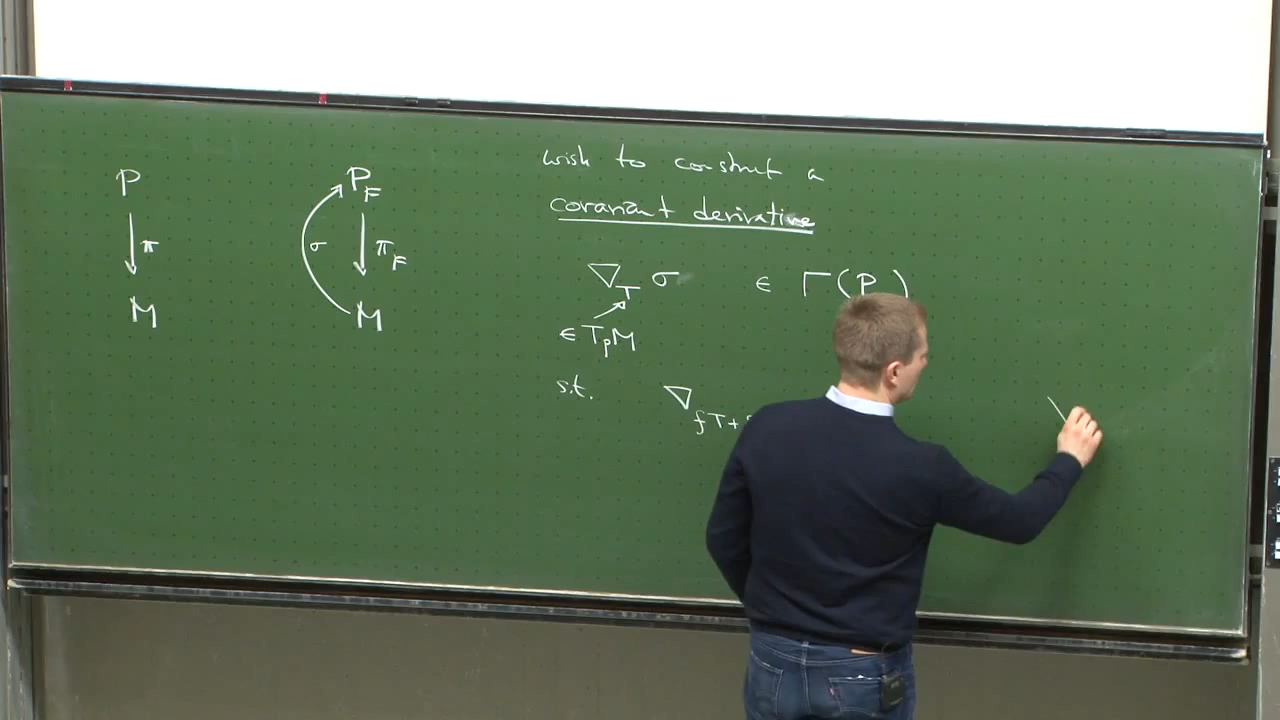 wish to construct a
covariant derivative
P
π
M
P_F
σ
π_F
M
∇_T σ ∈ Γ(P )
∈ T_pM
s.t. ∇_{fT+